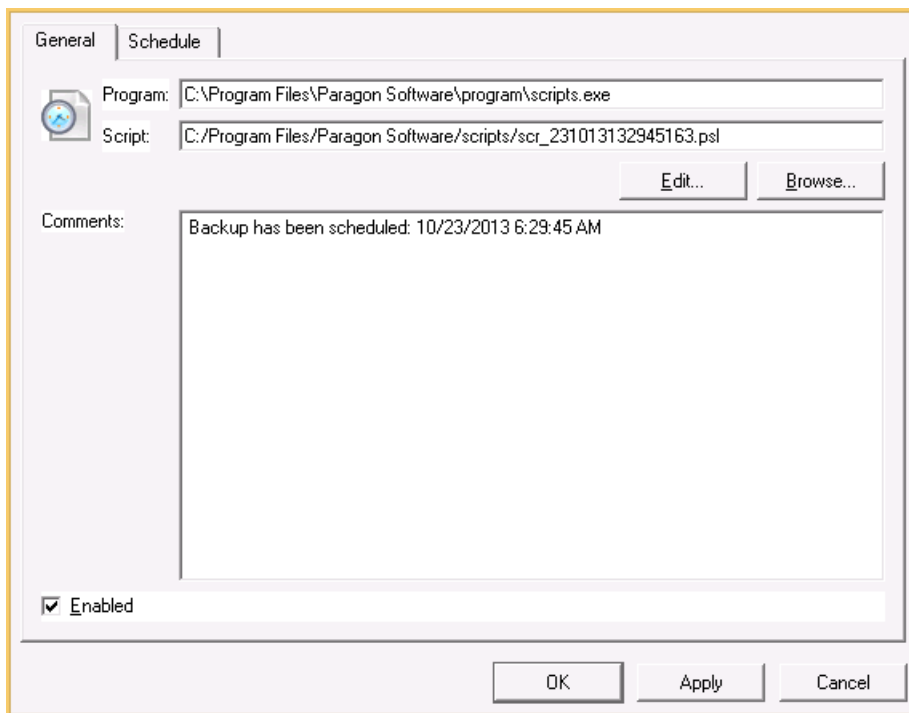 General
Schedule
Program: C:\Program Files\Paragon Software\program\scripts.exe
Script: C:/Program Files/Paragon Software/scripts/scr_231013132945163.psl
Edit... Browse...
Comments: Backup has been scheduled: 10/23/2013 6:29:45 AM
Enabled
OK Apply Cancel